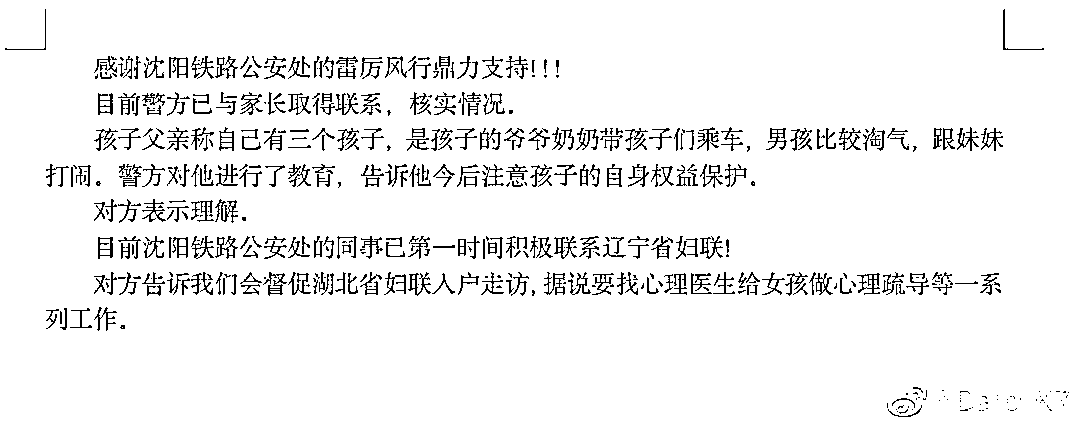 感谢沈阳铁路公安处的雷厉风行鼎力支持!!!
目前警方已与家长取得联系，核实情况.
孩子父亲称自己有三个孩子，是孩子的爷爷奶奶带孩子们乘车，男孩比较淘气，跟妹妹
打闹。警方对他进行了教育，告诉他今后注意孩子的自身权益保护.
对方表示理解.
目前沈阳铁路公安处的同事已第一时间积极联系辽宁省妇联!
对方告诉我们会督促湖北省妇联入户走访,据说要找心理医生给女孩做心理疏导等一系
列工作。